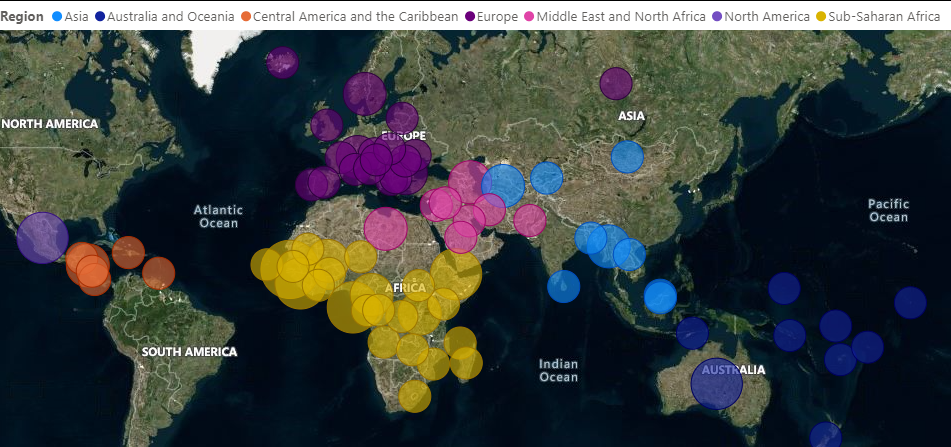 Region Asia Australia and Oceania Central America and the Caribbean Europe Middle East and North Africa North America Sub-Saharan Africa
NORTH AMERICA
EUROPE
ASIA
Atlantic
Ocean
Pacific
Ocean
AFRICA
SOUTH AMERICA
Indian
Ocean
AUSTRALIA